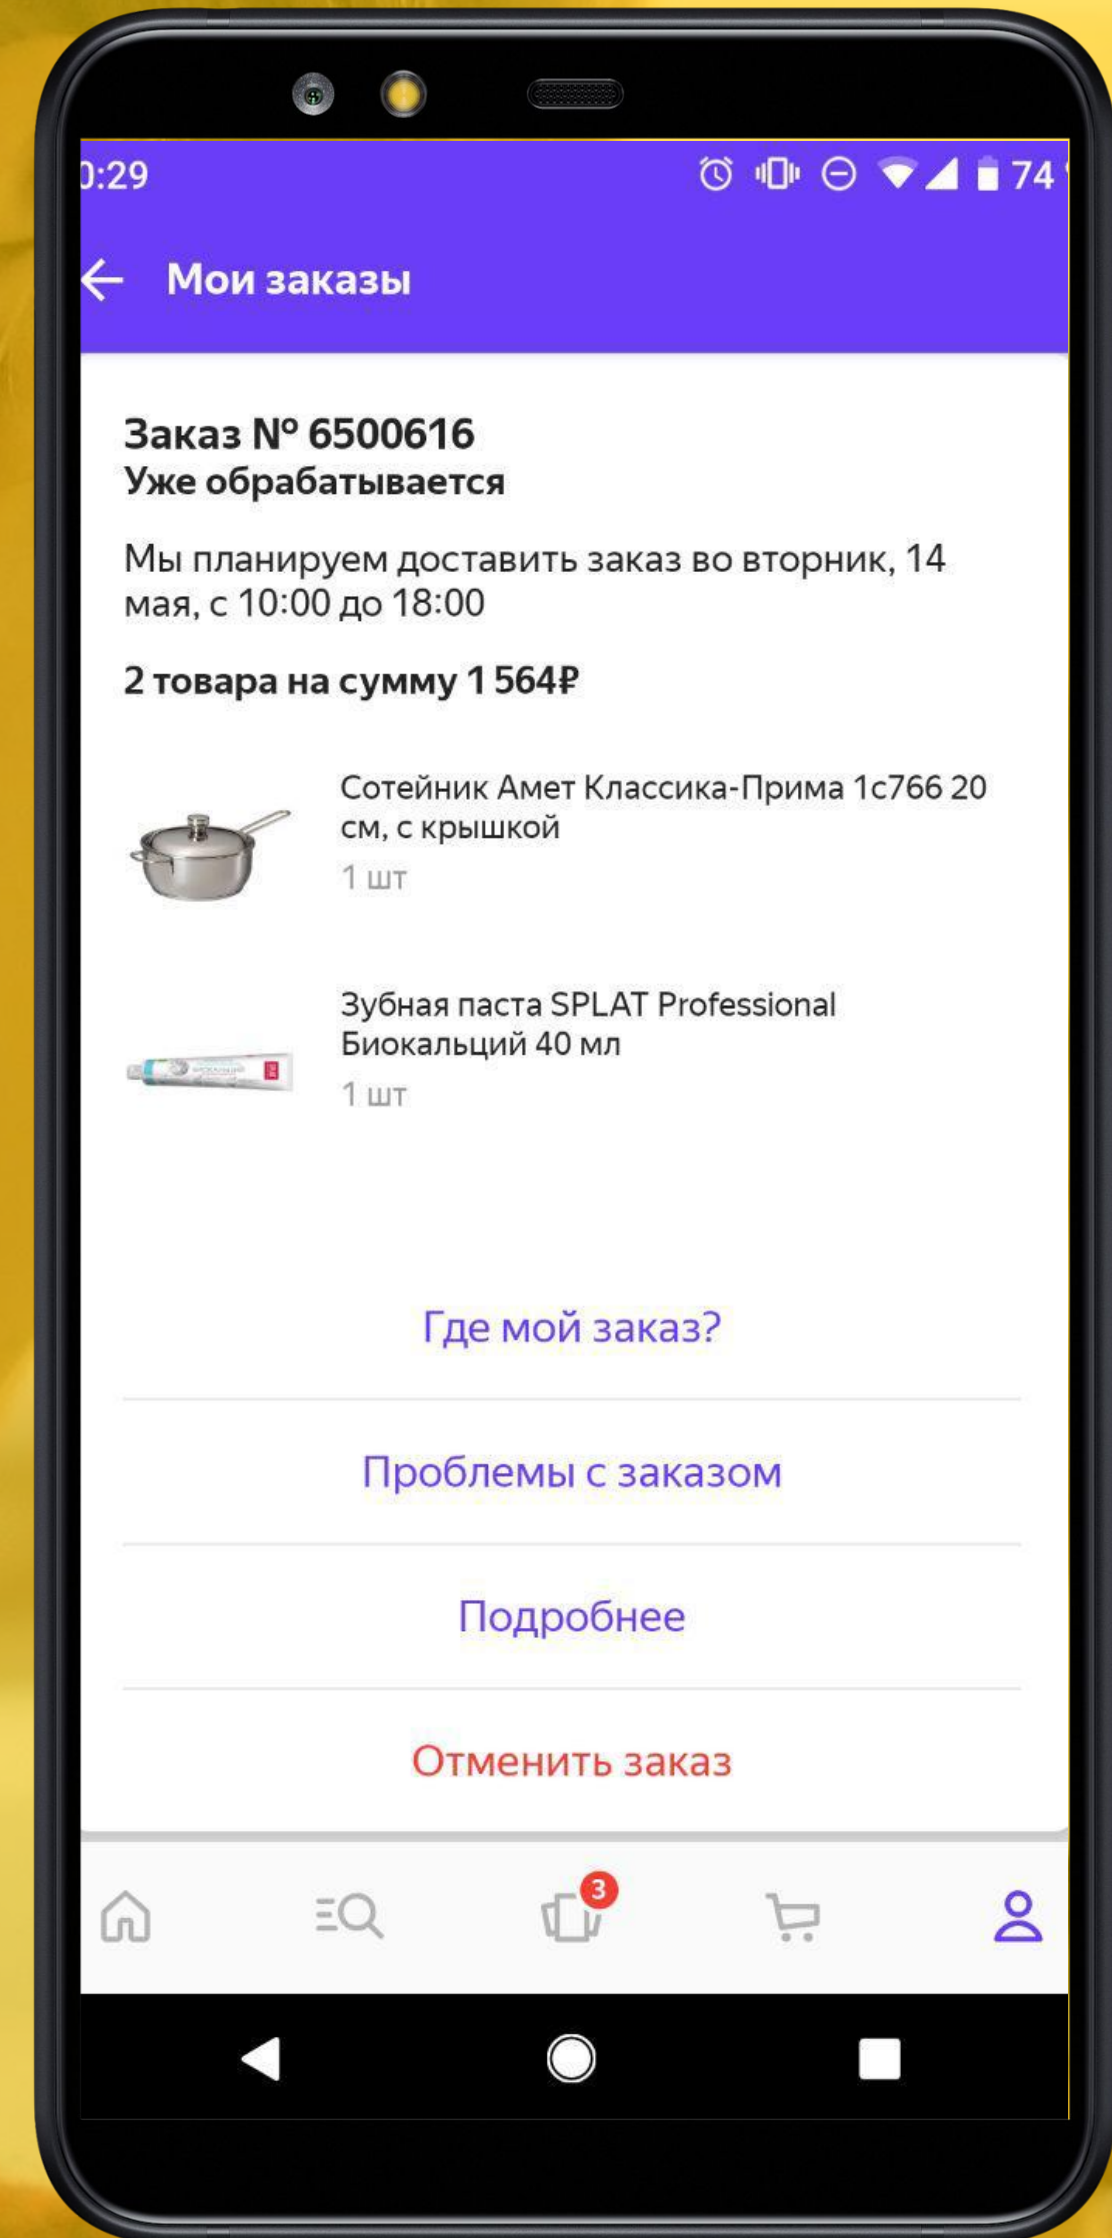 0:29
74
Мои заказы
Заказ № 6500616
Уже обрабатывается
Мы планируем доставить заказ во вторник, 14
мая, с 10:00 до 18:00
2 товара на сумму 1 564₽
Сотейник Амет Классика-Прима 1с766 20
см, с крышкой
1 шт
Зубная паста SPLAT Professional
Биокальций 40 мл
1 шт
Где мой заказ?
Проблемы с заказом
Подробнее
Отменить заказ
3